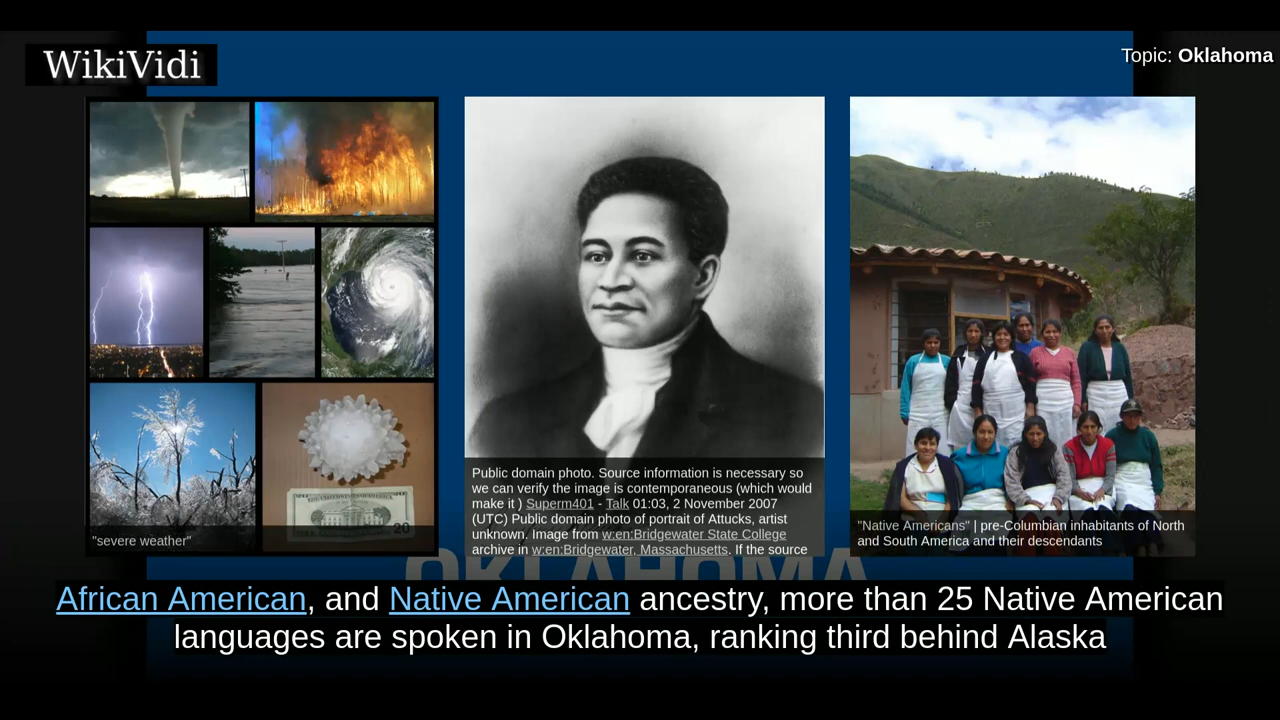 WikiVidi
Topic: Oklahoma
20
"severe weather"
Public domain photo. Source information is necessary so
we can verify the image is contemporaneous (which would
make it ) Superm401 - Talk 01:03, 2 November 2007
(UTC) Public domain photo of portrait of Attucks, artist
unknown. Image from w:en:Bridgewater State College
archive in w:en:Bridgewater, Massachusetts. If the source
"Native Americans" | pre-Columbian inhabitants of North
and South America and their descendants
OKLAHOMA
African American, and Native American ancestry, more than 25 Native American
languages are spoken in Oklahoma, ranking third behind Alaska